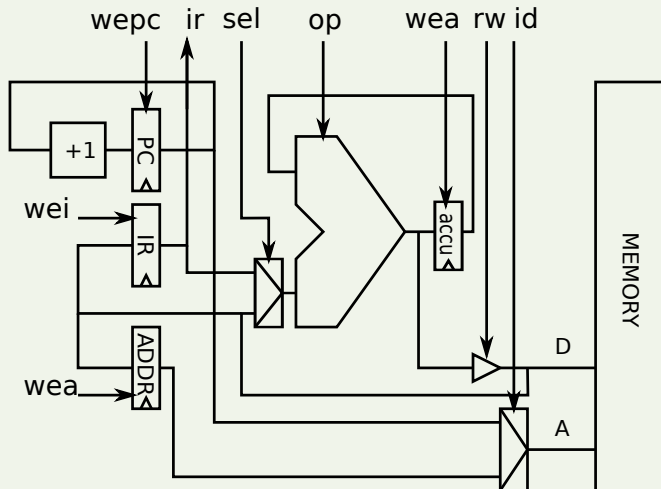 wepc ir sel op wea rw id
+1
PC
wei
IR
accu
MEMORY
ADDR
D
wea
A